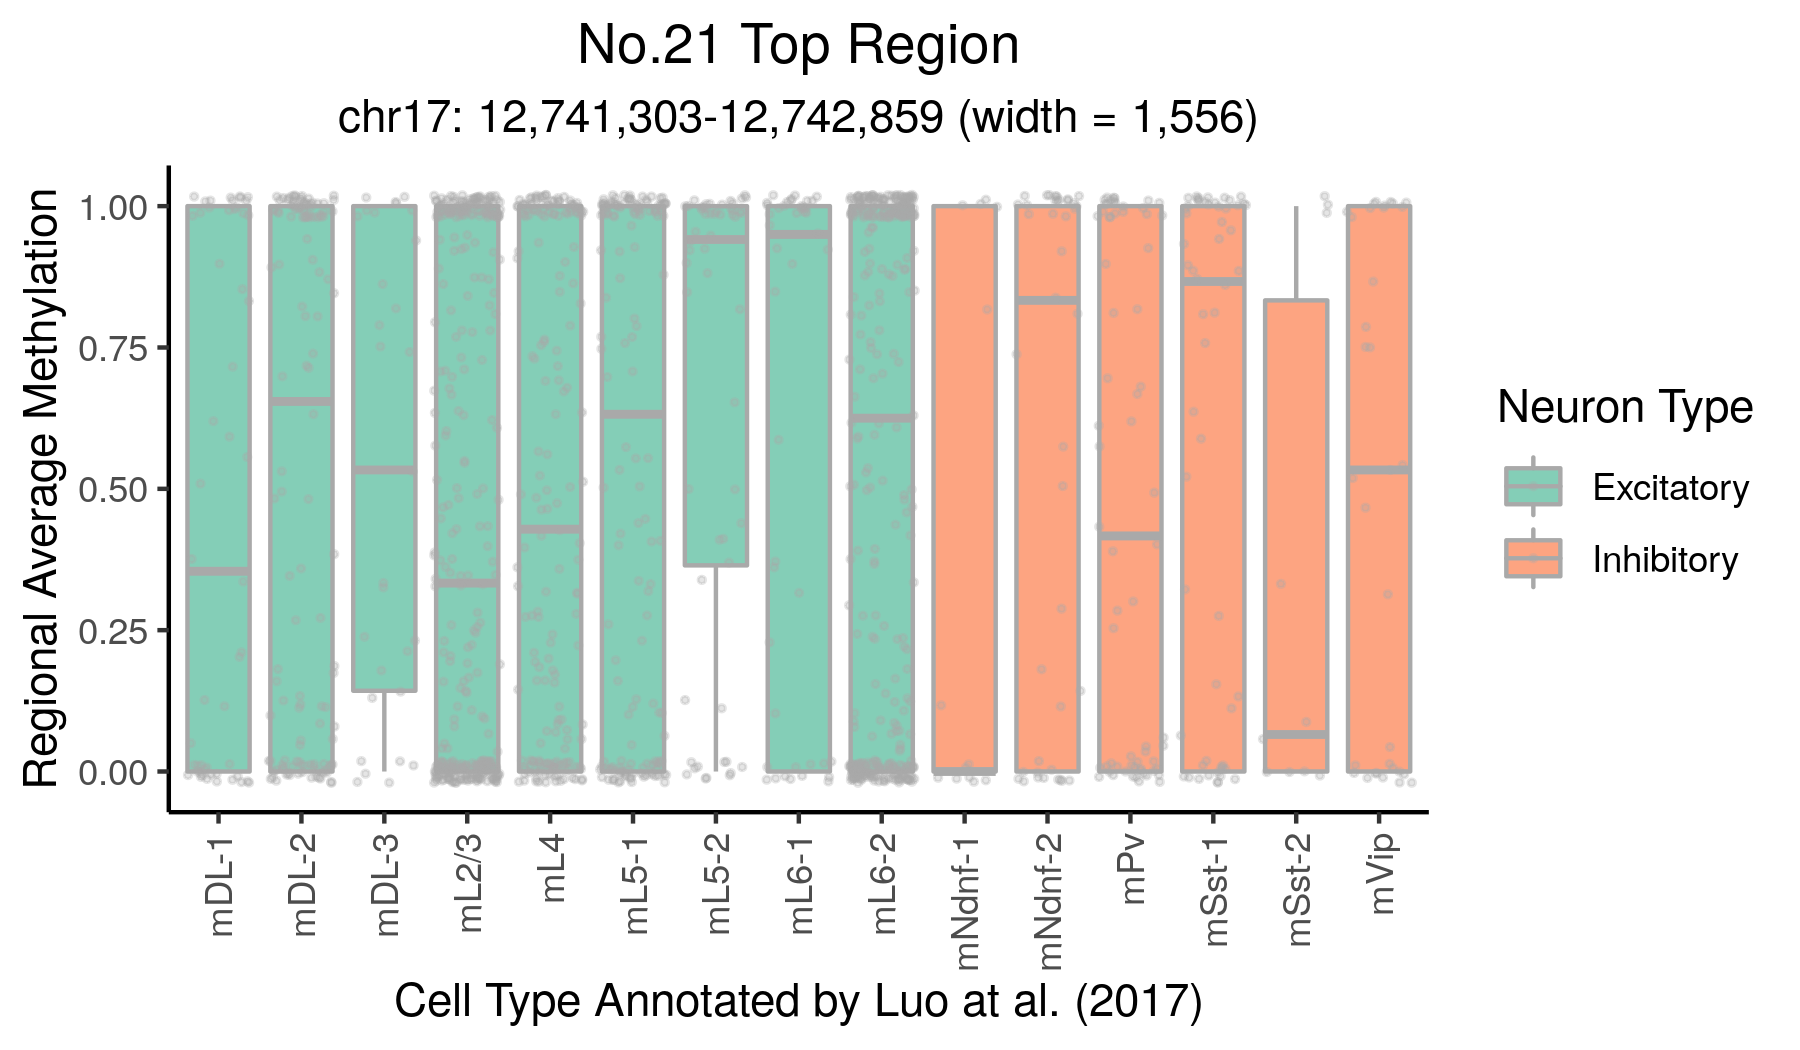 No.21 Top Region
chr17: 12,741,303-12,742,859 (width = 1,556)
Regional Average Methylation
1.00
0.75
0.50
0.25
0.00
mDL-1
mDL-2
mDL-3
mL2/3
mL4
mL5-1
mL5-2
mL6-1
mL6-2
mNdnf-1
mNdnf-2
mPv
mSst-1
mSst-2
mVip
Cell Type Annotated by Luo at al. (2017)
Neuron Type
Excitatory
Inhibitory